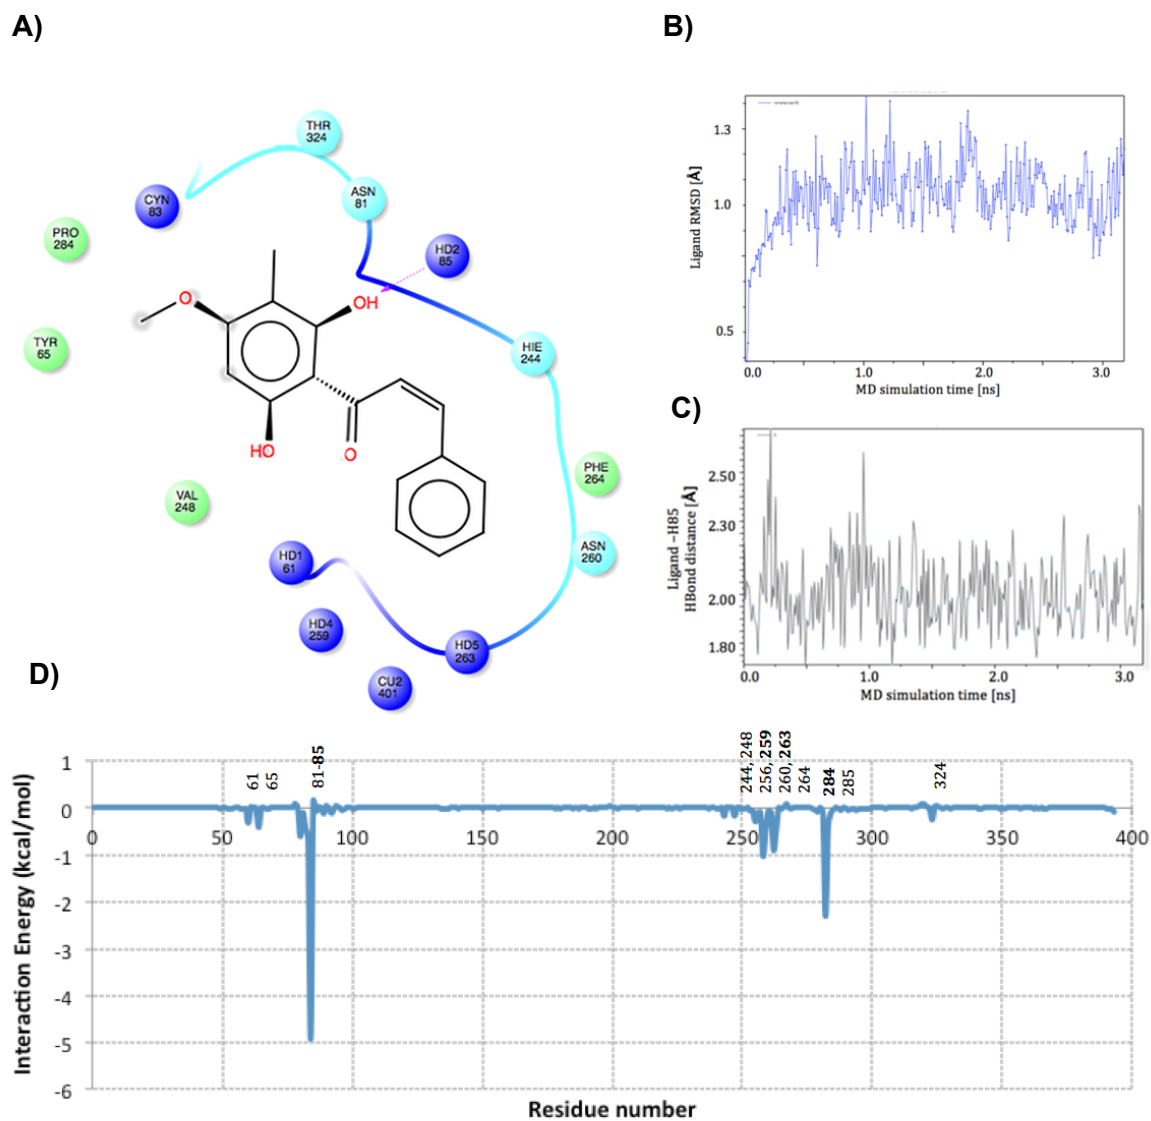 A)
THR
324
CYN
83
ASN
81
PRO
284
HD2
85
O
OH
TYR
65
HIE
244
HO
O
PHE
264
VAL
248
ASN
260
HD1
61
HD4
259
HD5
263
CU2
401
B)
Ligand RMSD [Å]
1.3
1.0
0.5
0.0 1.0 2.0 3.0
MD simulation time [ns]
C)
Ligand –H85
HBond distance [Å]
2.50
2.30
2.00
1.80
0.0 1.0 2.0 3.0
MD simulation time [ns]
D)
Interaction Energy (kcal/mol)
1
0
-1
-2
-3
-4
-5
-6
61
65
81-85
244, 248
256, 259
260, 263
264
284
285
324
0 50 100 150 200 250 300 350 400
Residue number